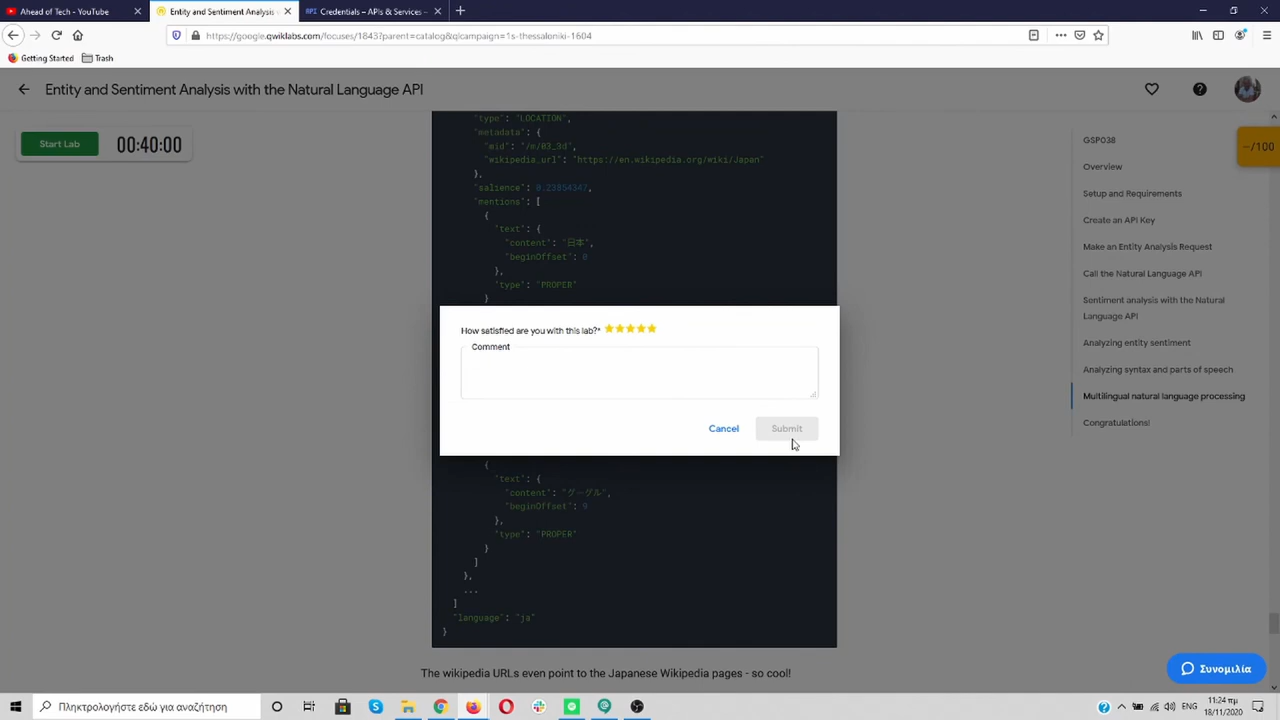 Ahead of Tech - YouTube
Entity and Sentiment Analysis
Credentials – APIs & Services –
https://google.qwiklabs.com/focuses/1843?parent=catalog&qlcampaign=1s-thessaloniki-1604
Getting Started
Trash
Entity and Sentiment Analysis with the Natural Language API
Start Lab
00:40:00
--/100
"type": "LOCATION",
"metadata": {
"mid": "/m/03_3d",
"wikipedia_url": "https://en.wikipedia.org/wiki/Japan"
},
"salience": 0.23854347,
"mentions": [
{
"text": {
"content": "日本",
"beginOffset": 0
},
"type": "PROPER"
}
How satisfied are you with this lab?*
Comment
Cancel
Submit
{
"text": {
"content": "グーグル",
"beginOffset": 9
},
"type": "PROPER"
}
]
},
...
]
"language": "ja"
}
The wikipedia URLs even point to the Japanese Wikipedia pages - so cool!
GSP038
Overview
Setup and Requirements
Create an API Key
Make an Entity Analysis Request
Call the Natural Language API
Sentiment analysis with the Natural
Language API
Analyzing entity sentiment
Analyzing syntax and parts of speech
Multilingual natural language processing
Congratulations!
Συνομιλία
Πληκτρολογήστε εδώ για αναζήτηση
ENG
11:24 πμ
18/11/2020